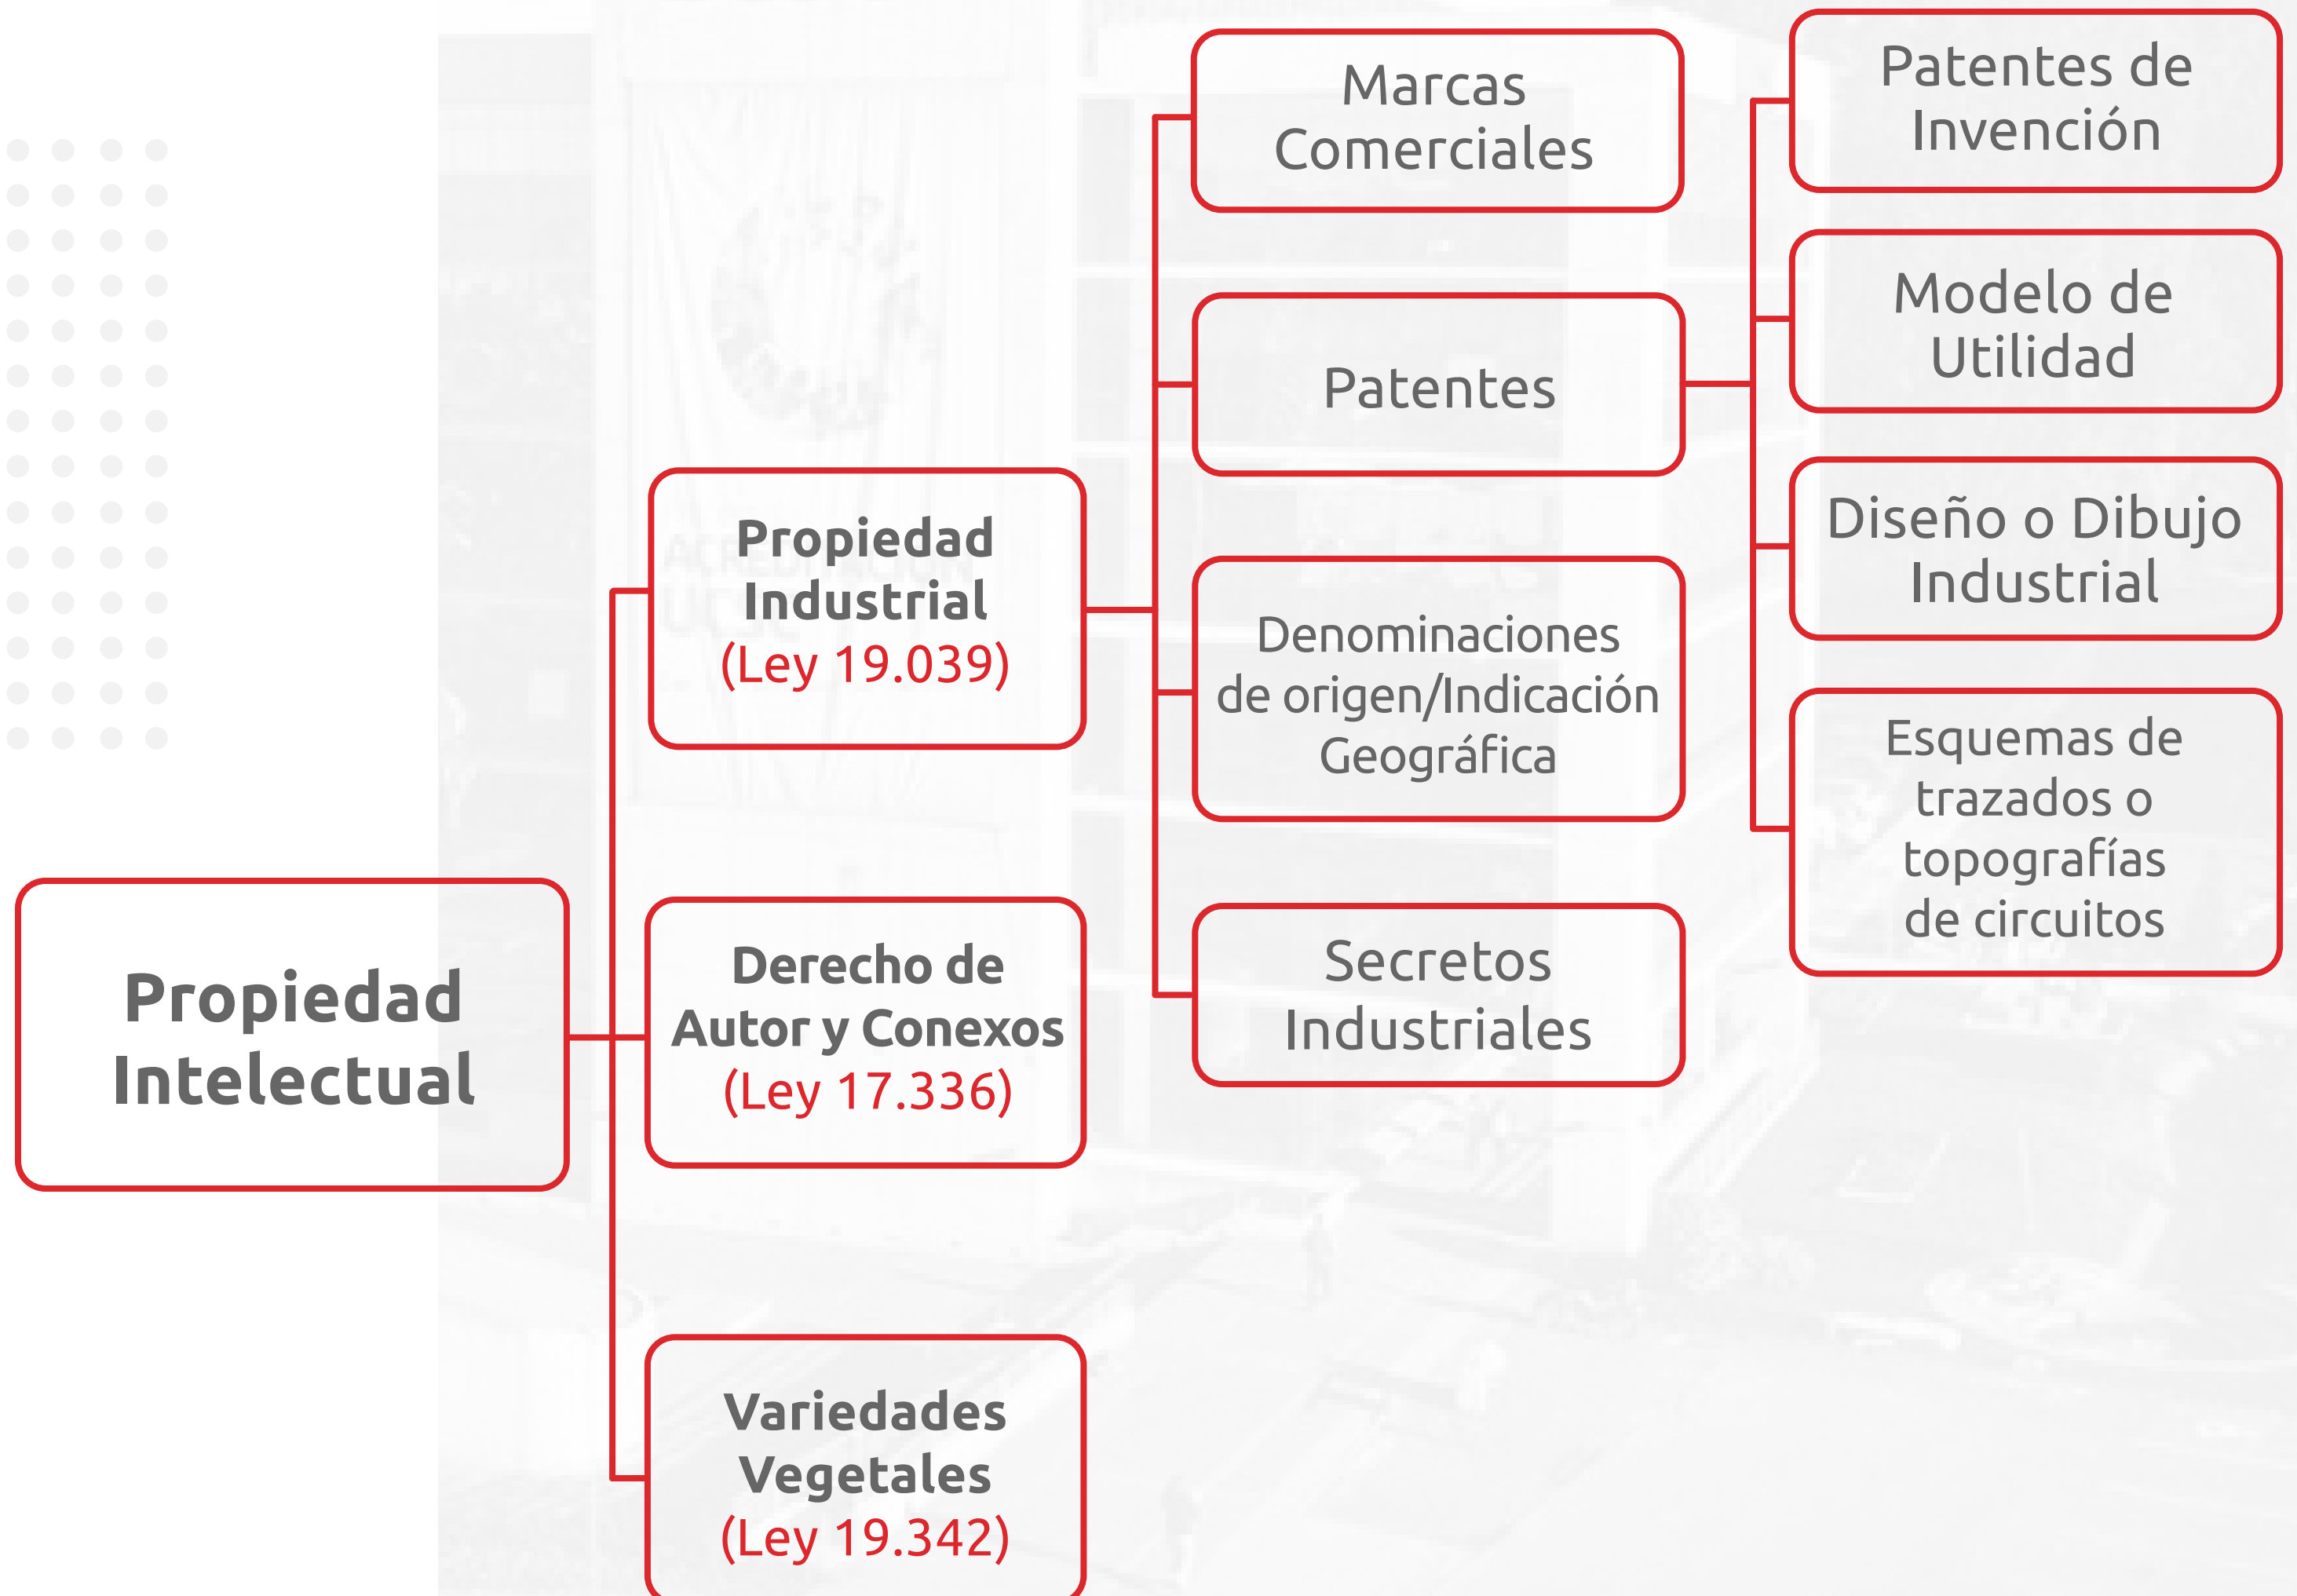 Propiedad
Intelectual
Propiedad
Industrial
(Ley 19.039)
Derecho de
Autor y Conexos
(Ley 17.336)
Variedades
Vegetales
(Ley 19.342)
Marcas
Comerciales
Patentes
Denominaciones
de origen/Indicación
Geográfica
Secretos
Industriales
Patentes de
Invención
Modelo de
Utilidad
Diseño o Dibujo
Industrial
Esquemas de
trazados o
topografías
de circuitos
ACREDITACIÓN
UCSC